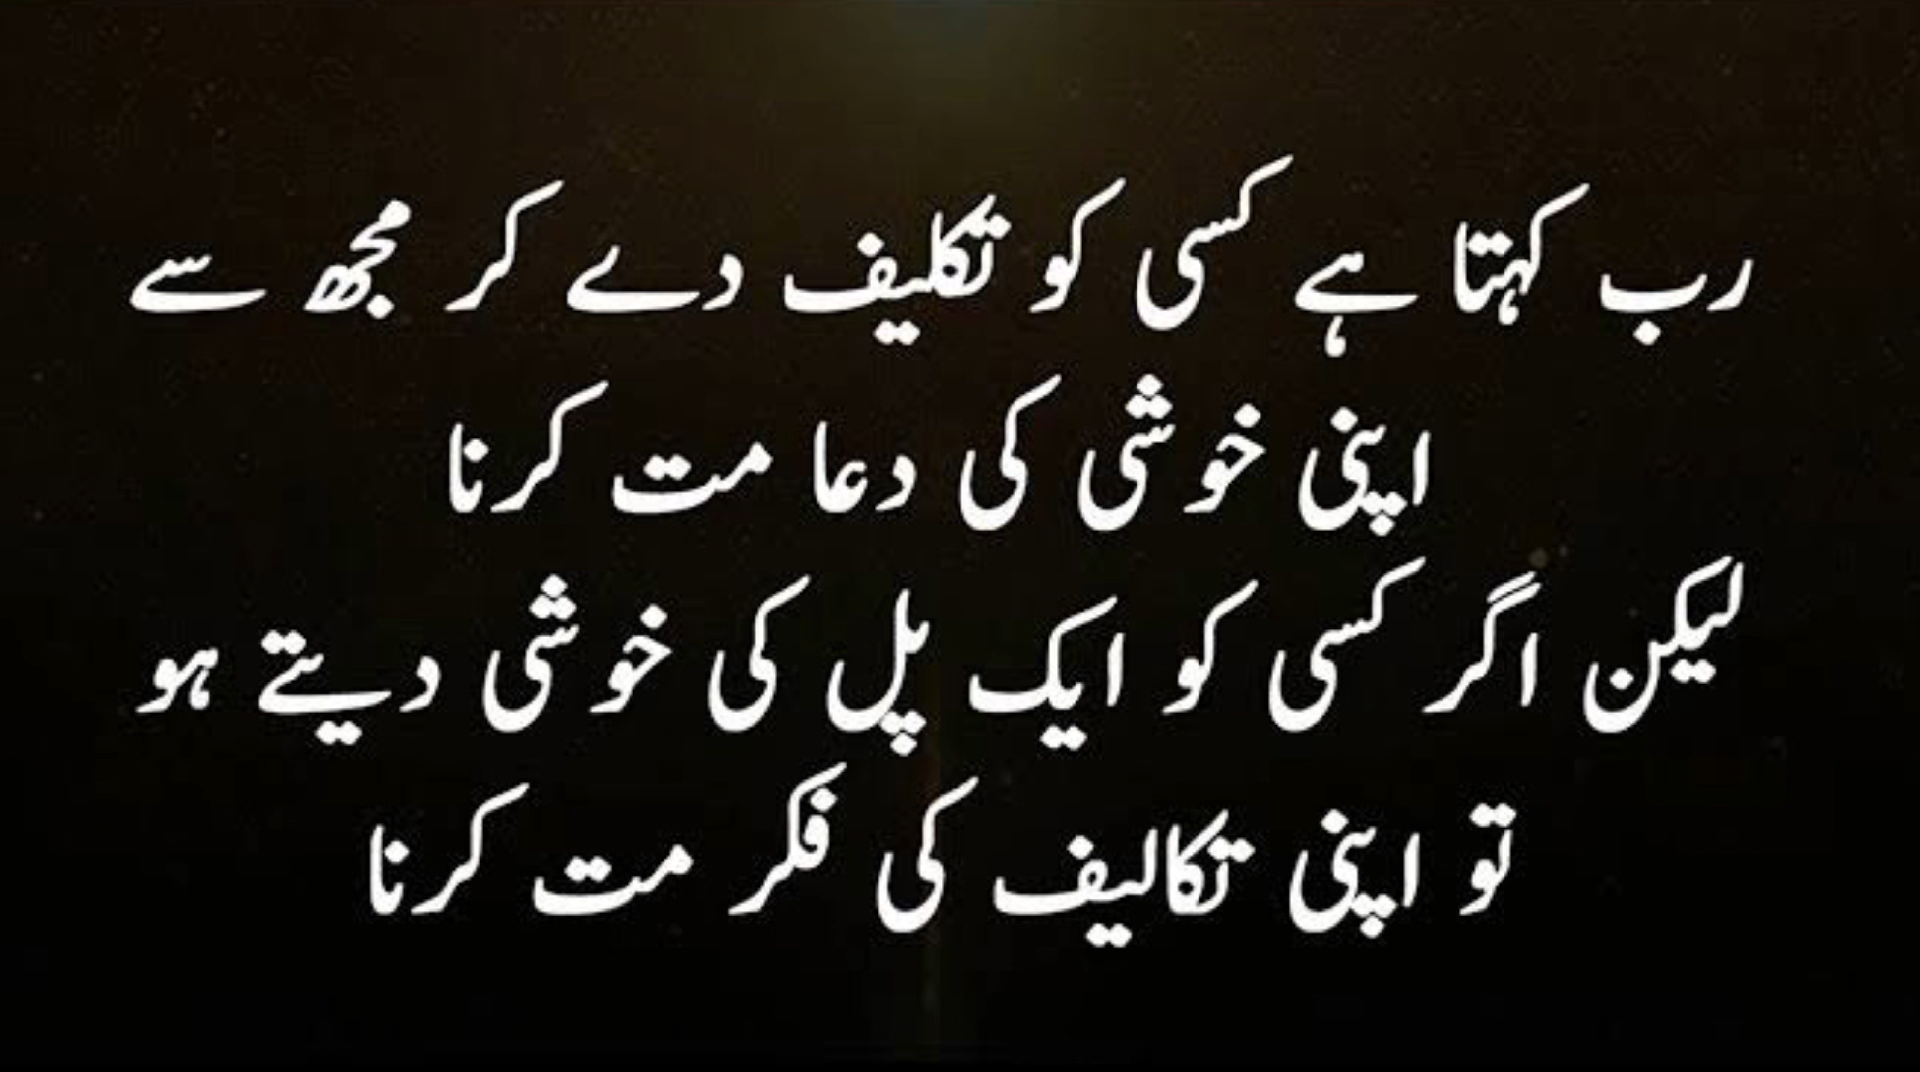 رب کہتا ہے کسی کو تکلیف دے کر مجھ سے
اپنی خوشی کی دعا مت کرنا
لیکن اگر کسی کو ایک پل کی خوشی دیتے ہو
تو اپنی تکالیف کی فکر مت کرنا